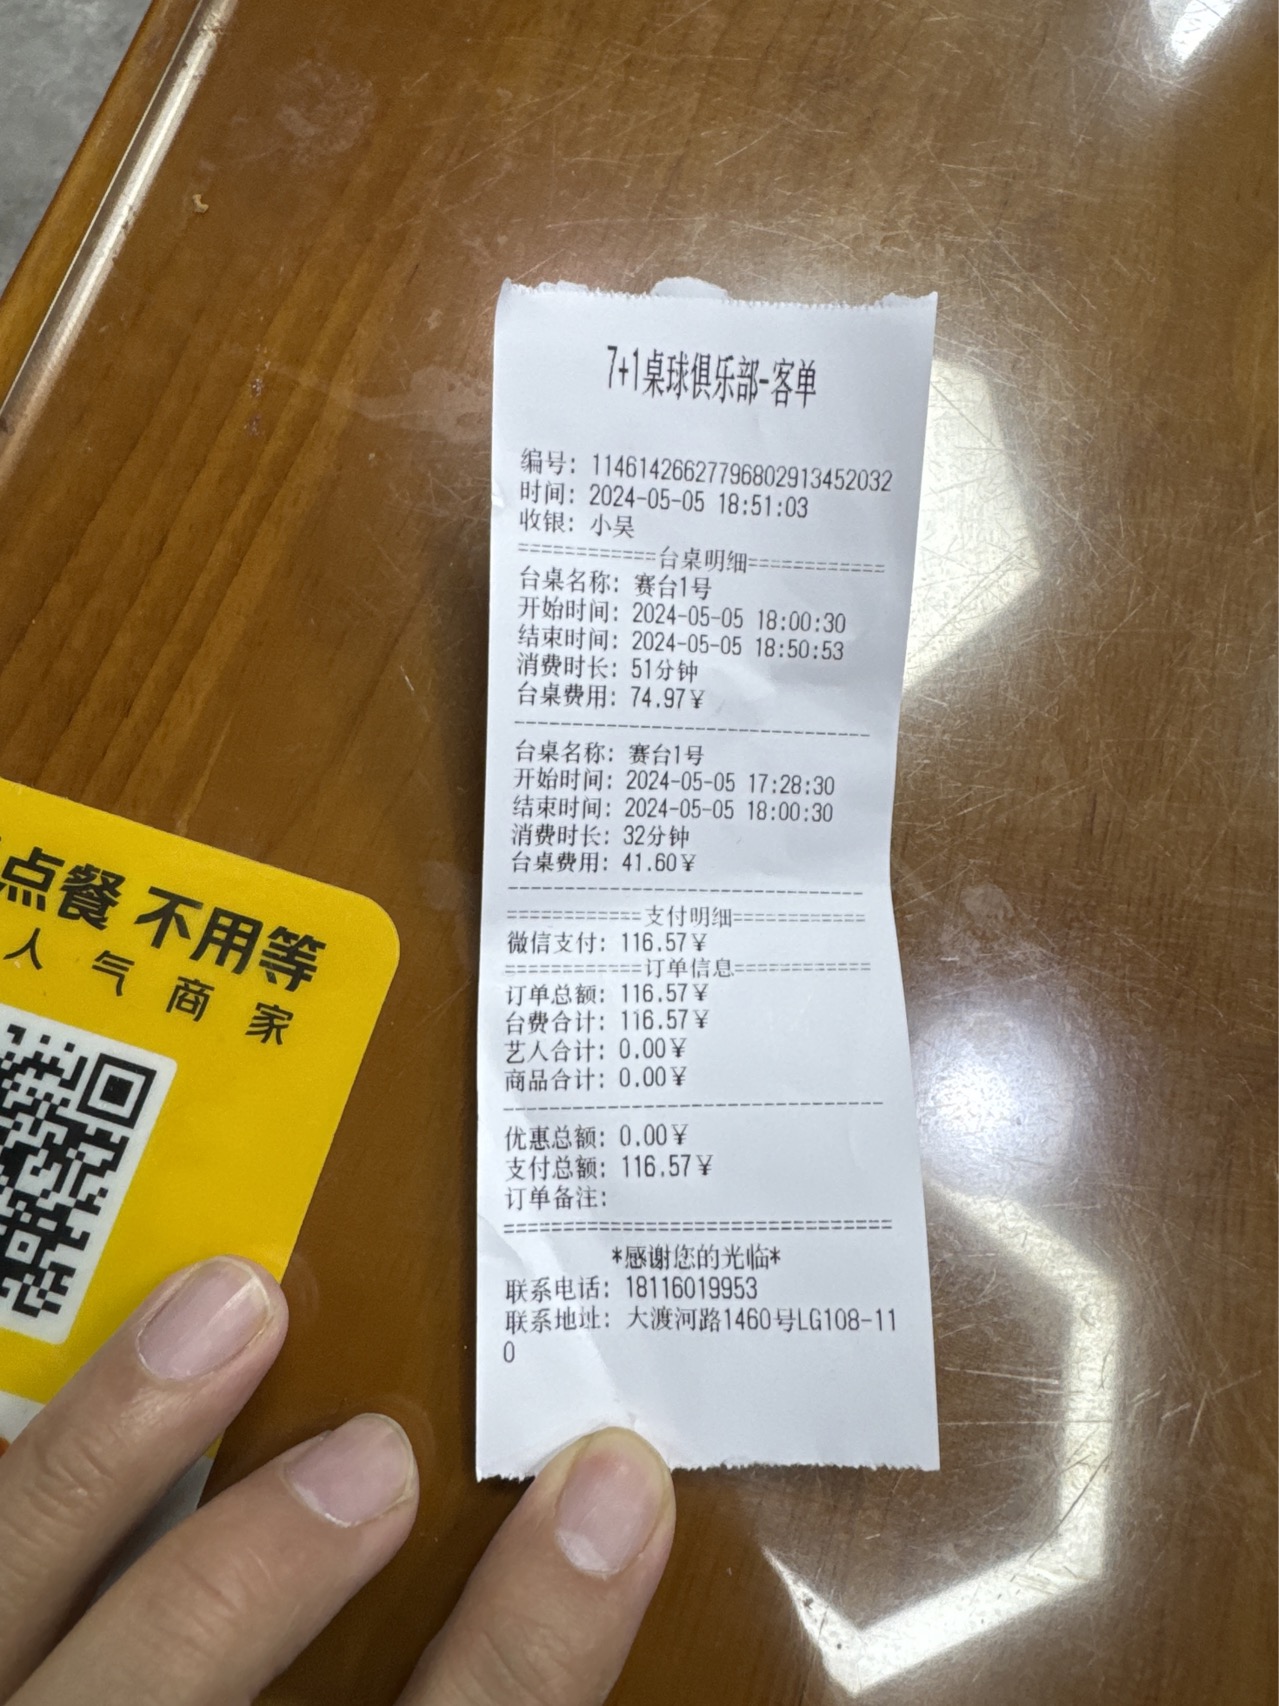 7+1桌球俱乐部-客单
编号: 11461426627796802913452032
时间: 2024-05-05 18:51:03
收银: 小吴
============台桌明细============
台桌名称: 赛台1号
开始时间: 2024-05-05 18:00:30
结束时间: 2024-05-05 18:50:53
消费时长: 51分钟
台桌费用: 74.97¥
--------------------------------
台桌名称: 赛台1号
开始时间: 2024-05-05 17:28:30
结束时间: 2024-05-05 18:00:30
消费时长: 32分钟
台桌费用: 41.60¥
--------------------------------
============支付明细============
微信支付: 116.57¥
============订单信息============
订单总额: 116.57¥
台费合计: 116.57¥
艺人合计: 0.00¥
商品合计: 0.00¥
--------------------------------
优惠总额: 0.00¥
支付总额: 116.57¥
订单备注:
================================
*感谢您的光临*
联系电话: 18116019953
联系地址: 大渡河路1460号LG108-11
0
点餐 不用等
人气商家